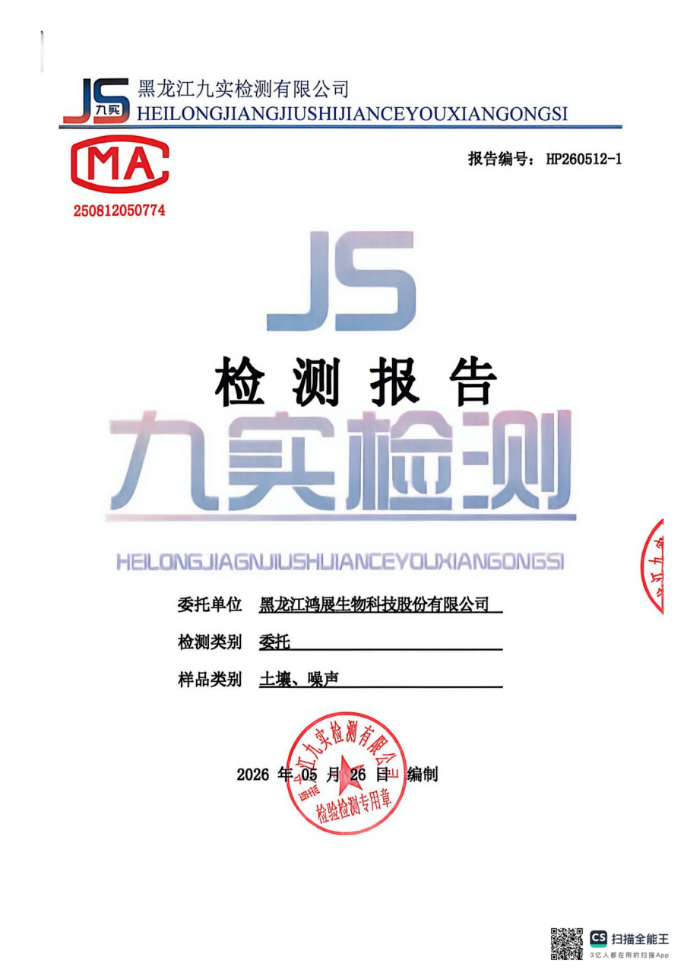 九实
黑龙江九实检测有限公司
HEILONGJIANGJIUSHIJIANCEYOUXIANGONGSI
MA
250812050774
报告编号: HP260512-1
JS
检测报告
九实检测
HEILONGJIAGNJIUSHIJIANCEYOUXIANGONGSI
委托单位 黑龙江鸿展生物科技股份有限公司
检测类别 委托
样品类别 土壤、噪声
2026 年 05 月 26 日 编制
黑龙江九实检测有限公司
检验检测专用章
CS 扫描全能王
3亿人都在用的扫描App